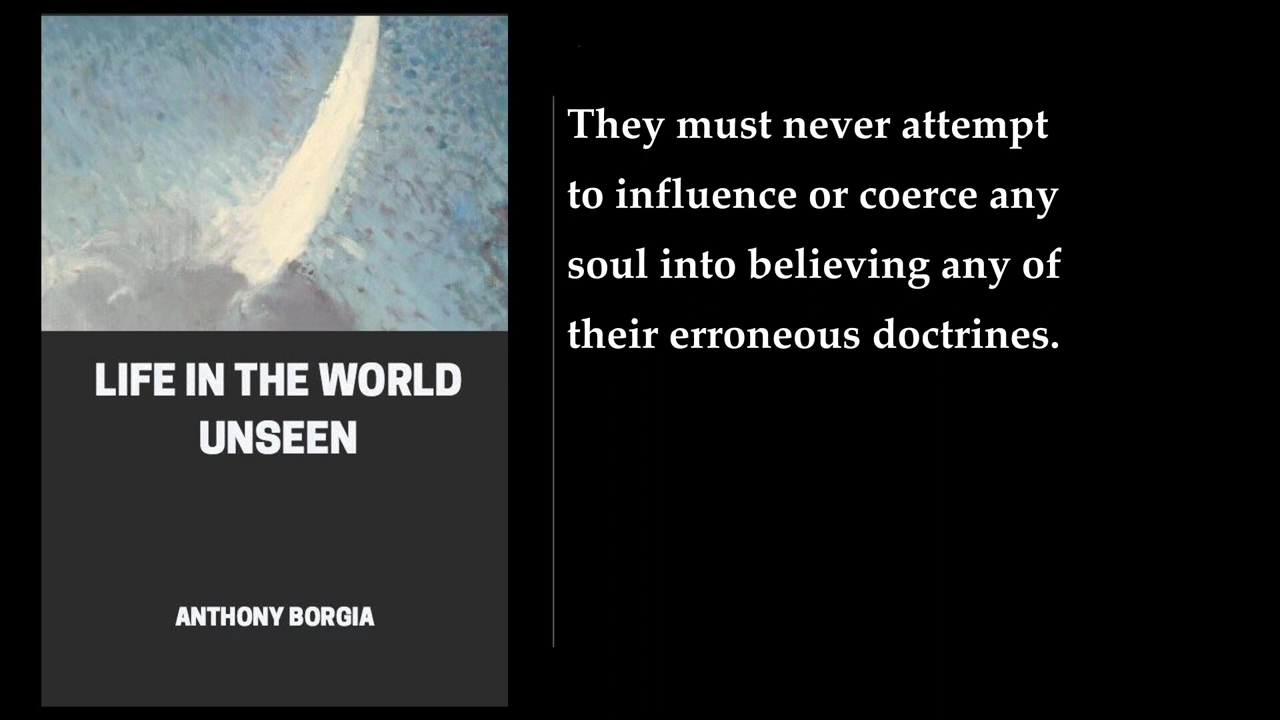 LIFE IN THE WORLD
UNSEEN
ANTHONY BORGIA
They must never attempt
to influence or coerce any
soul into believing any of
their erroneous doctrines.